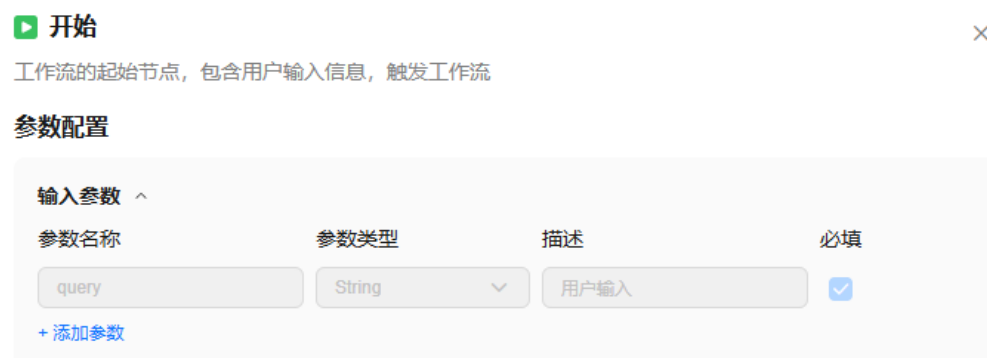 开始
工作流的起始节点，包含用户输入信息，触发工作流
参数配置
输入参数
参数名称 参数类型 描述 必填
query String 用户输入
+ 添加参数